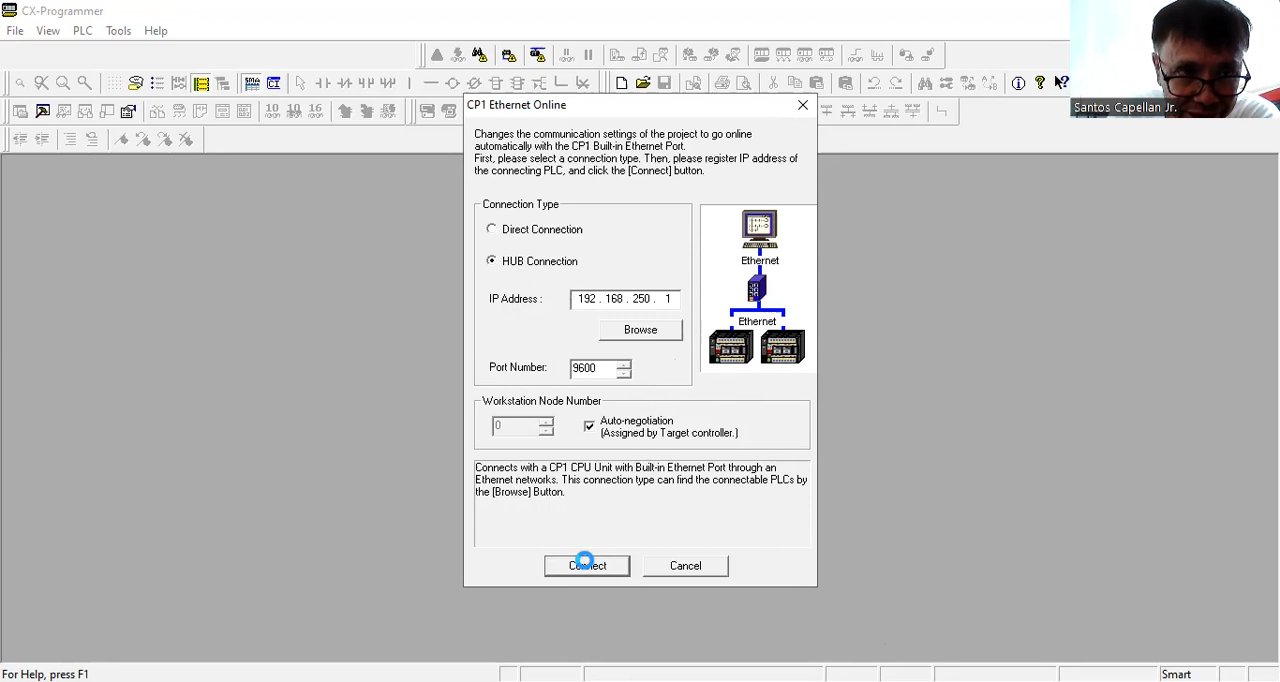 CX-Programmer
File View PLC Tools Help
Santos Capellan Jr.
CP1 Ethernet Online
Changes the communication settings of the project to go online
automatically with the CP1 Built-in Ethernet Port.
First, please select a connection type. Then, please register IP address of
the connecting PLC, and click the [Connect] button.
Connection Type
Direct Connection
HUB Connection
IP Address : 192 . 168 . 250 . 1
Browse
Port Number: 9600
Ethernet
Ethernet
Workstation Node Number
0
Auto-negotiation
(Assigned by Target controller.)
Connects with a CP1 CPU Unit with Built-in Ethernet Port through an
Ethernet networks. This connection type can find the connectable PLCs by
the [Browse] Button.
Connect Cancel
For Help, press F1
Smart